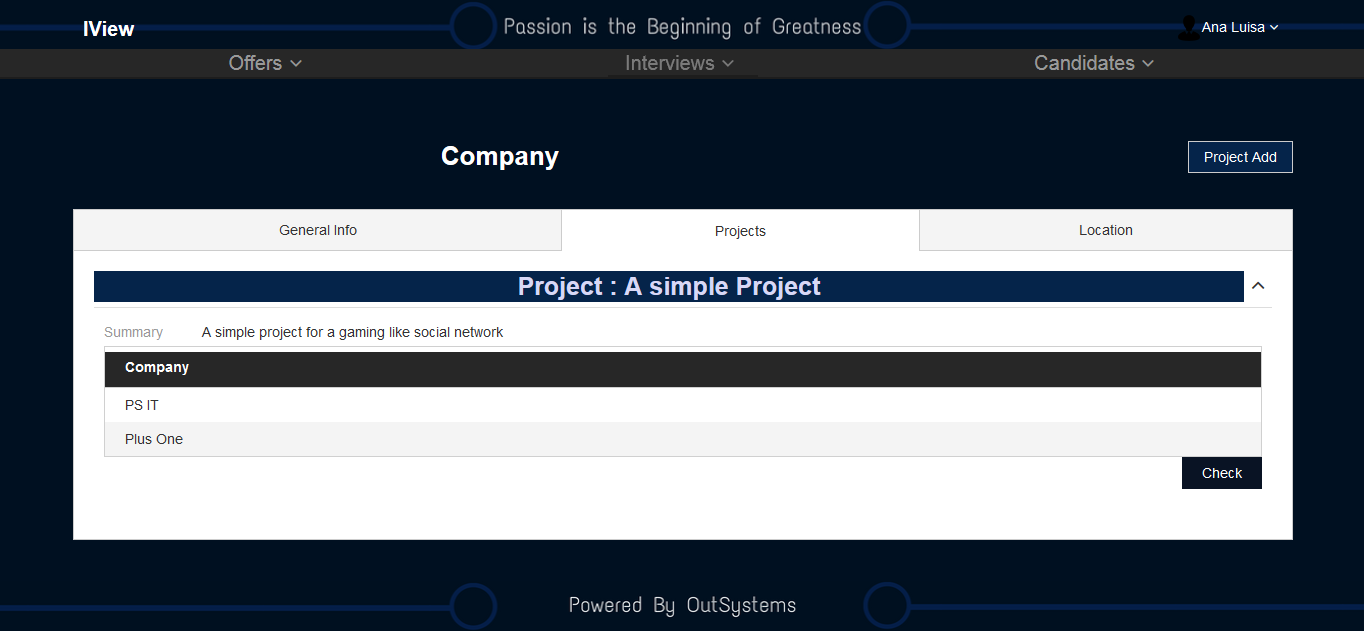 IView
Passion is the Beginning of Greatness
Ana Luisa
Offers
Interviews
Candidates
Company
Project Add
General Info
Projects
Location
Project : A simple Project
Summary
A simple project for a gaming like social network
Company
PS IT
Plus One
Check
Powered By OutSystems